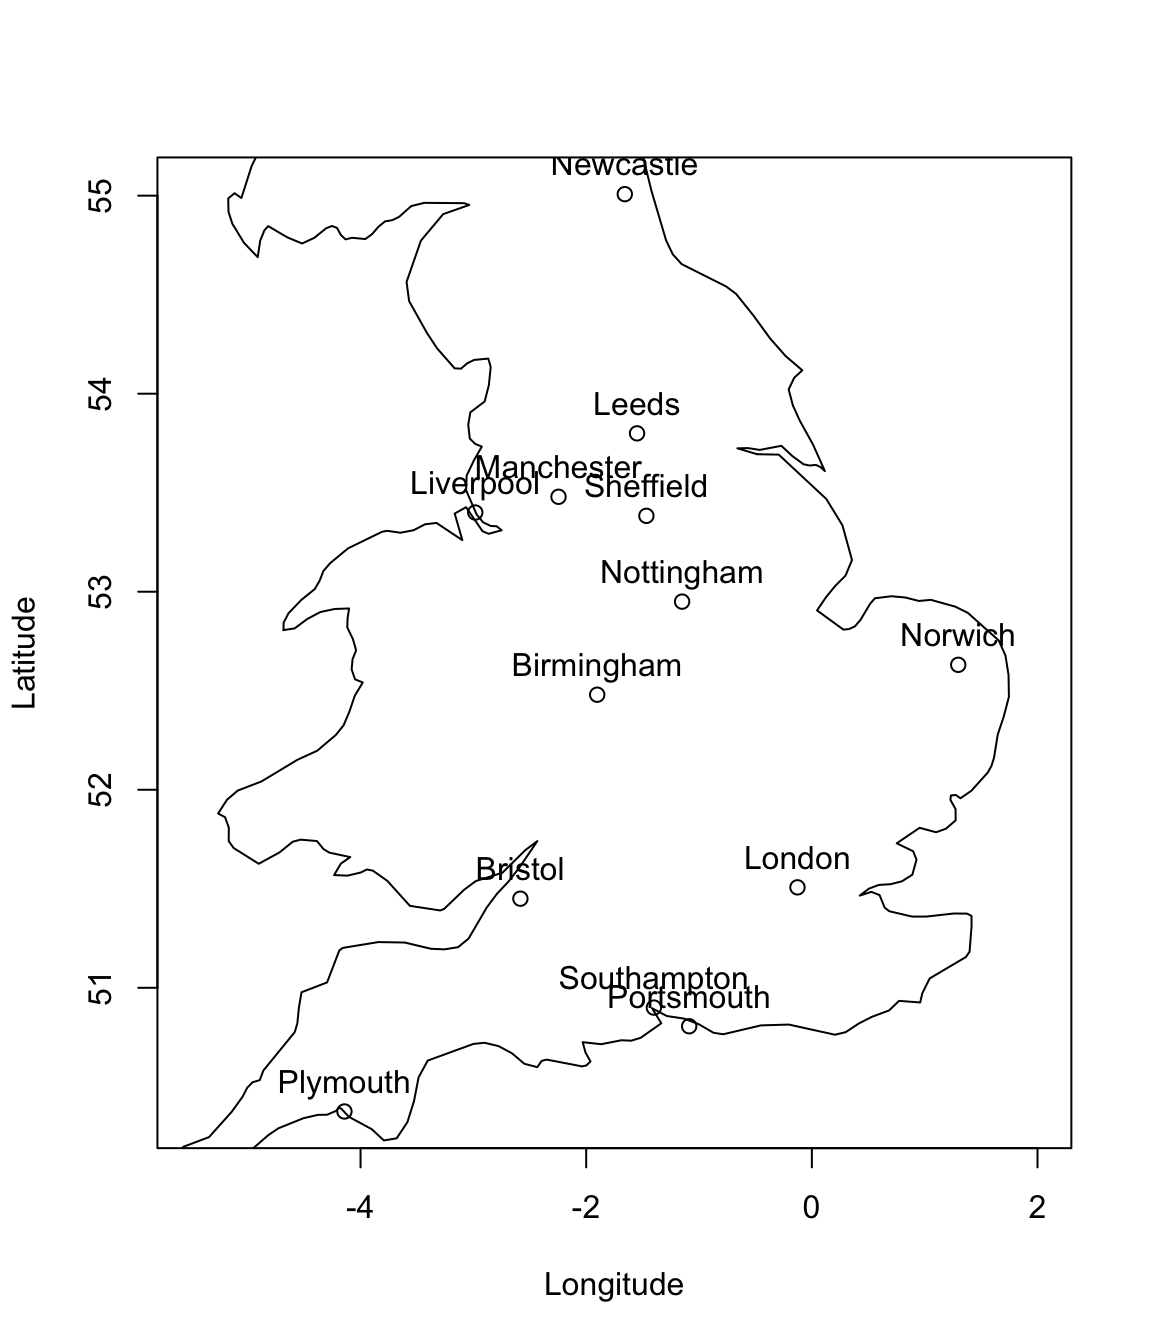 Newcastle
55
54
Leeds
Manchester
Liverpool
Sheffield
53
Nottingham
Norwich
Latitude
Birmingham
52
London
Bristol
51
Southampton
Portsmouth
Plymouth
-4
-2
0
2
Longitude